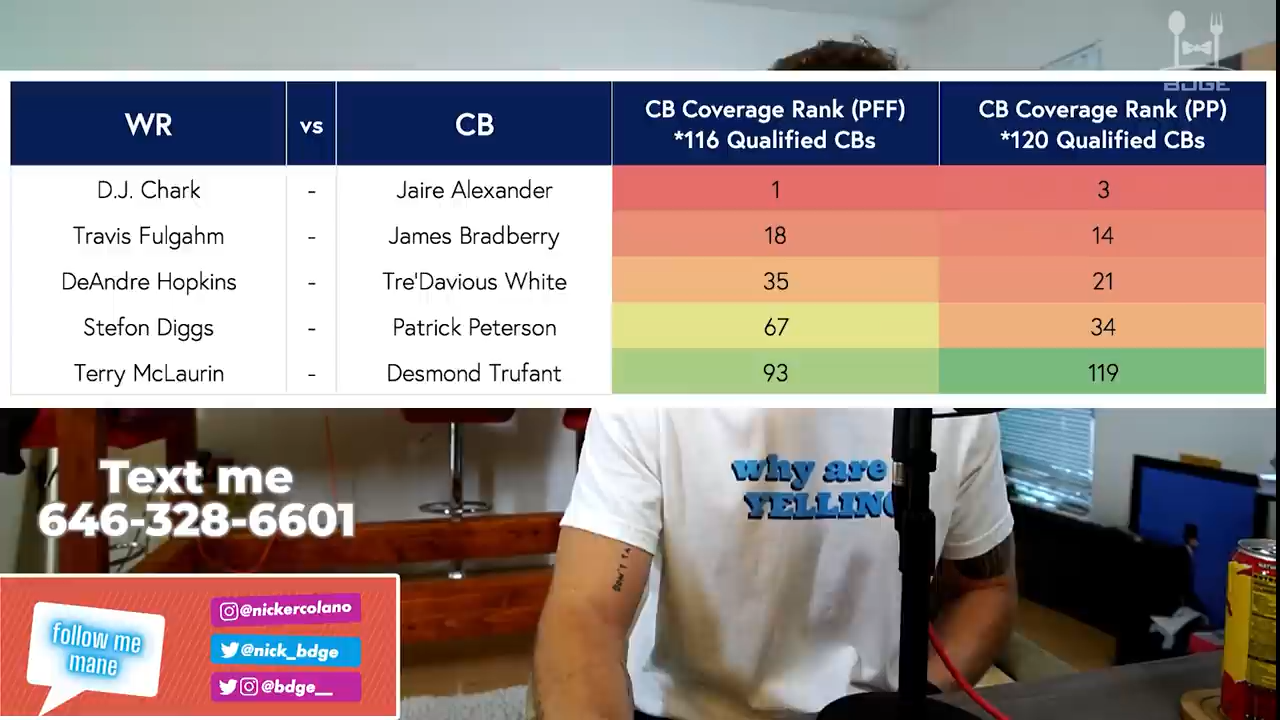 BDGE
WR vs CB CB Coverage Rank (PFF) *116 Qualified CBs CB Coverage Rank (PP) *120 Qualified CBs
D.J. Chark - Jaire Alexander 1 3
Travis Fulgahm - James Bradberry 18 14
DeAndre Hopkins - Tre'Davious White 35 21
Stefon Diggs - Patrick Peterson 67 34
Terry McLaurin - Desmond Trufant 93 119
why are
YELLING
Text me
646-328-6601
DON'T TA
follow me
mane
@nickercolano
@nick_bdge
@bdge__